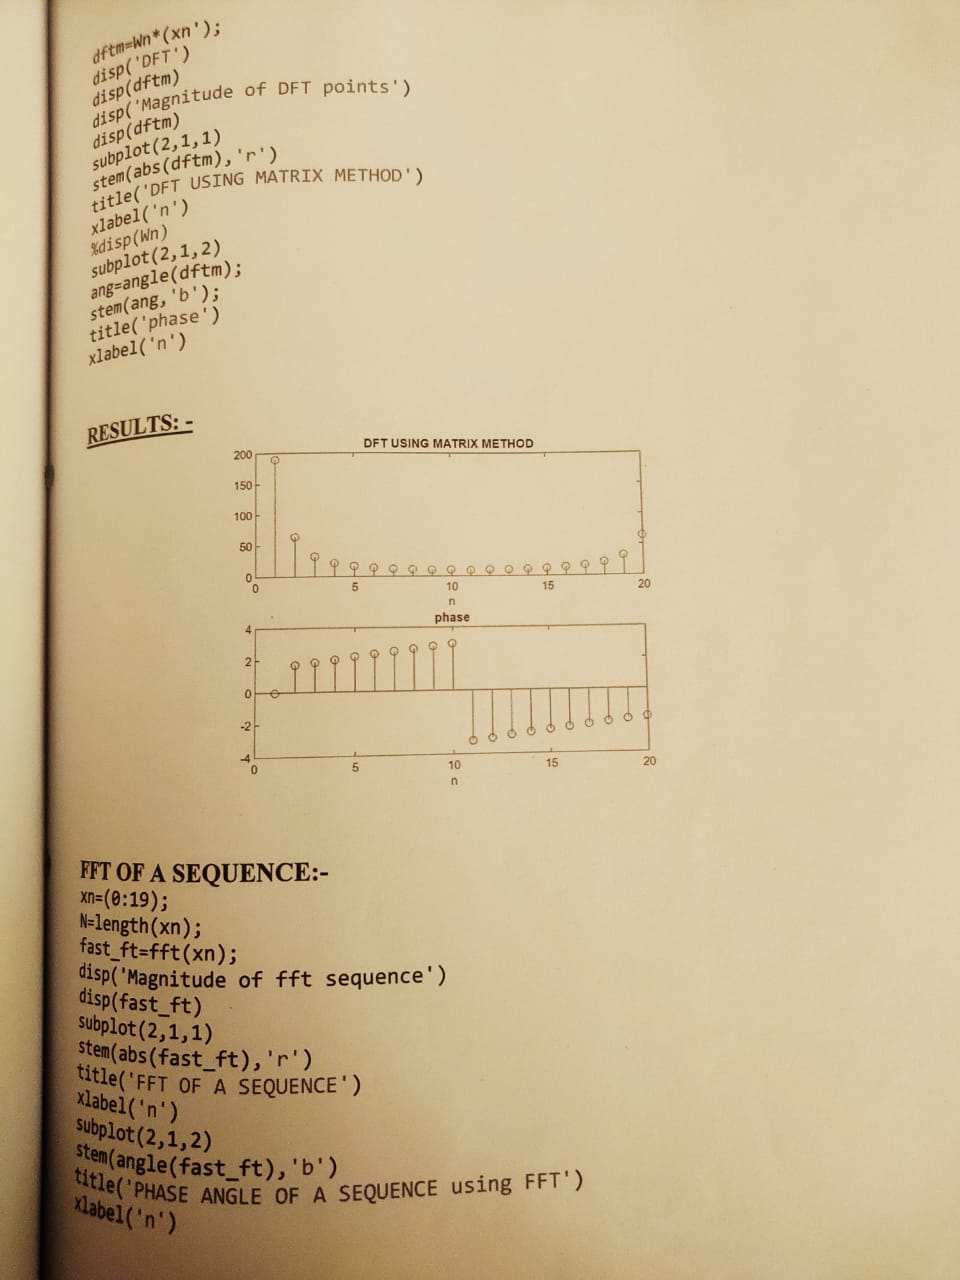 dftm=Wn*(xn');
disp('DFT')
disp(dftm)
disp('Magnitude of DFT points')
disp(dftm)
subplot(2,1,1)
stem(abs(dftm),'r')
title('DFT USING MATRIX METHOD')
xlabel('n')
%disp(Wn)
subplot(2,1,2)
ang=angle(dftm);
stem(ang,'b');
title('phase')
xlabel('n')
RESULTS: -
DFT USING MATRIX METHOD
200
150
100
50
0
0 5 10 15 20
n
phase
4
2
0
-2
-4
0 5 10 15 20
n
FFT OF A SEQUENCE:-
xn=(0:19);
N=length(xn);
fast_ft=fft(xn);
disp('Magnitude of fft sequence')
disp(fast_ft)
subplot(2,1,1)
stem(abs(fast_ft),'r')
title('FFT OF A SEQUENCE')
xlabel('n')
subplot(2,1,2)
stem(angle(fast_ft),'b')
title('PHASE ANGLE OF A SEQUENCE using FFT')
xlabel('n')